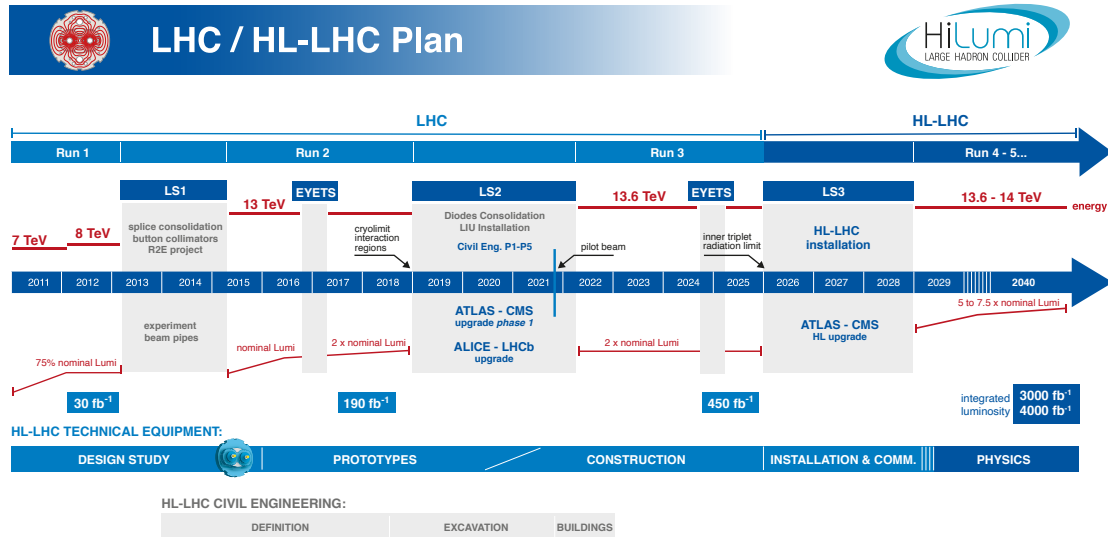 LHC / HL-LHC Plan
HiLumi
LARGE HADRON COLLIDER
LHC
HL-LHC
Run 1
Run 2
Run 3
Run 4 - 5...
LS1
EYETS
LS2
EYETS
LS3
7 TeV
8 TeV
13 TeV
13.6 TeV
13.6 - 14 TeV
energy
splice consolidation
button collimators
R2E project
cryolimit
interaction
regions
Diodes Consolidation
LIU Installation
Civil Eng. P1-P5
pilot beam
inner triplet
radiation limit
HL-LHC
installation
2011
2012
2013
2014
2015
2016
2017
2018
2019
2020
2021
2022
2023
2024
2025
2026
2027
2028
2029
2040
experiment
beam pipes
ATLAS - CMS
upgrade phase 1
ALICE - LHCb
upgrade
ATLAS - CMS
HL upgrade
75% nominal Lumi
nominal Lumi
2 x nominal Lumi
2 x nominal Lumi
5 to 7.5 x nominal Lumi
30 fb⁻¹
190 fb⁻¹
450 fb⁻¹
integrated
luminosity
3000 fb⁻¹
4000 fb⁻¹
HL-LHC TECHNICAL EQUIPMENT:
DESIGN STUDY
PROTOTYPES
CONSTRUCTION
INSTALLATION & COMM.
PHYSICS
HL-LHC CIVIL ENGINEERING:
DEFINITION
EXCAVATION
BUILDINGS